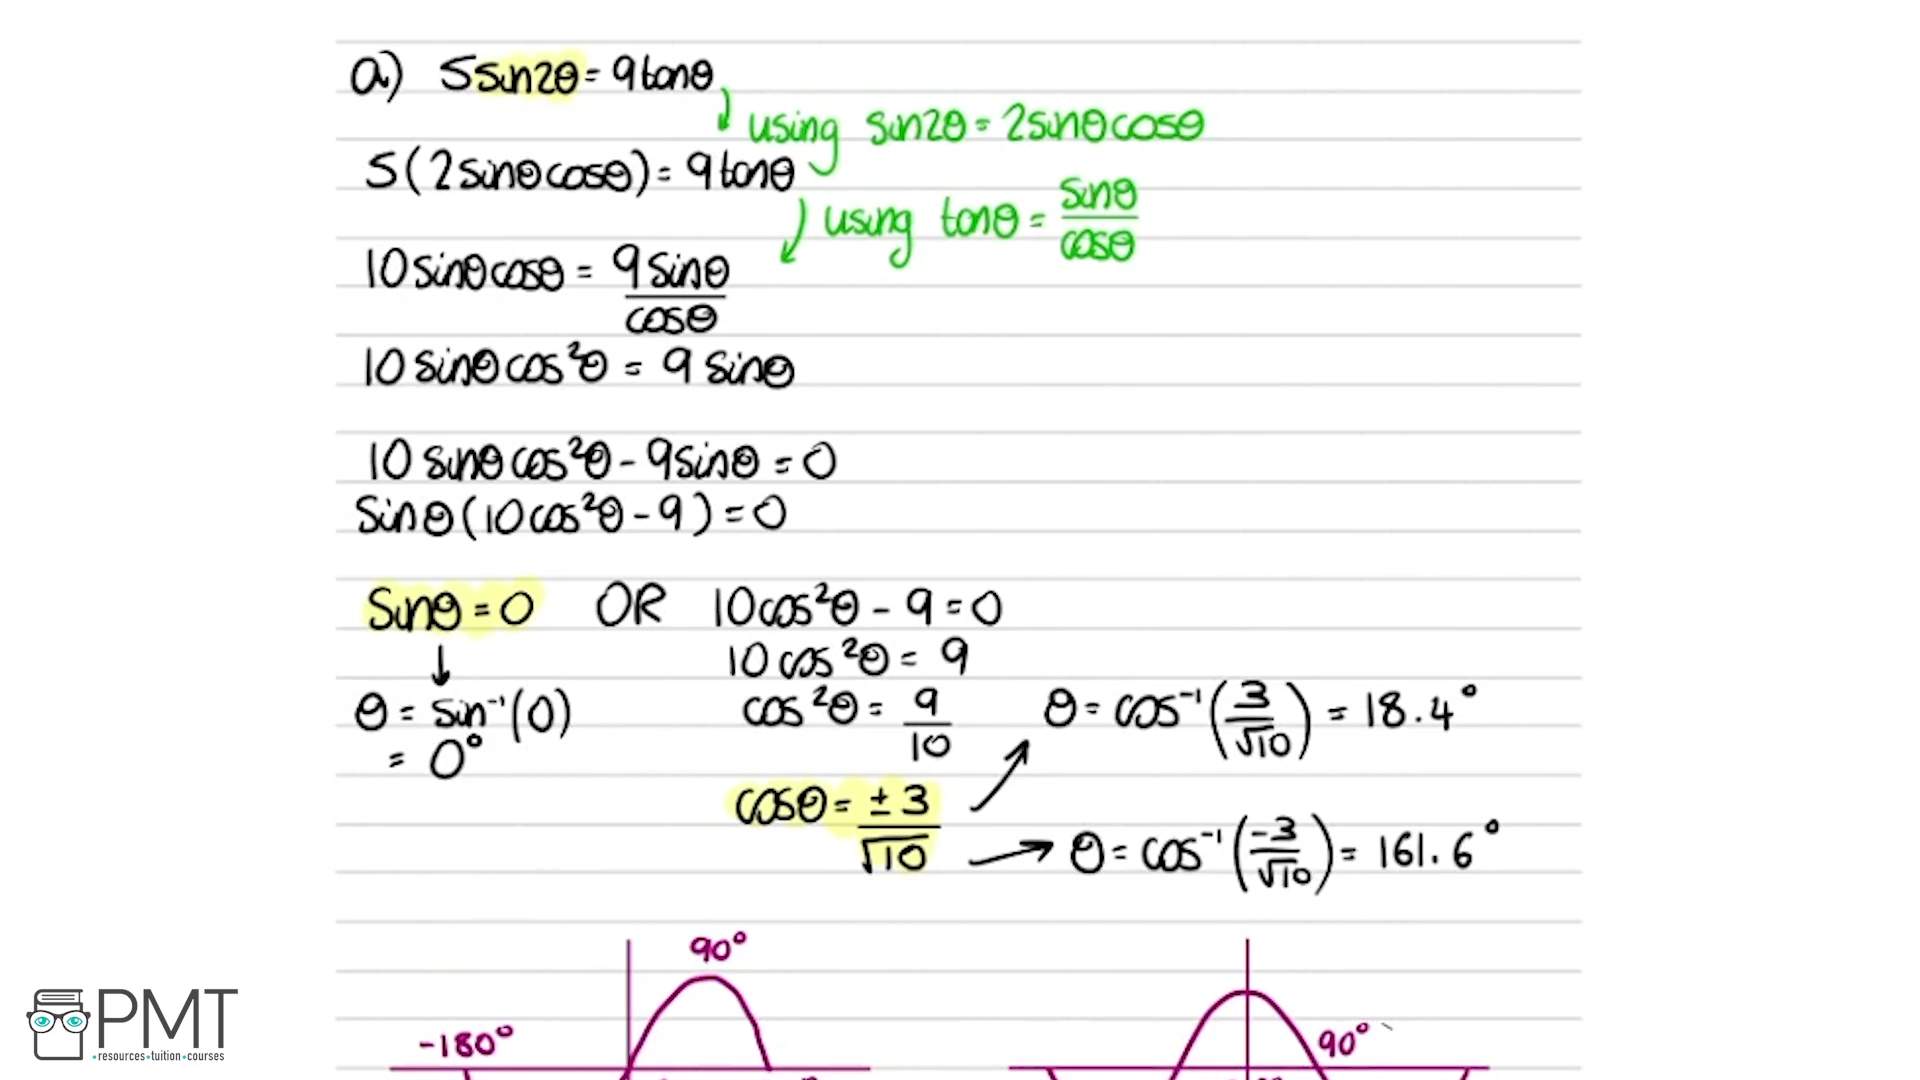 a) 5sin2θ = 9tanθ
using sin2θ = 2sinθcosθ
5(2sinθcosθ) = 9tanθ
using tanθ = sinθ/cosθ
10sinθcosθ = 9sinθ/cosθ
10sinθcos²θ = 9sinθ
10sinθcos²θ - 9sinθ = 0
Sinθ(10cos²θ - 9) = 0
Sinθ = 0 OR 10cos²θ - 9 = 0
10cos²θ = 9
θ = sin⁻¹(0)
= 0°
cos²θ = 9/10
θ = cos⁻¹(3/√10) = 18.4°
cosθ = ±3/√10
θ = cos⁻¹(-3/√10) = 161.6°
90°
-180°
90°
PMT
•resources•tuition•courses